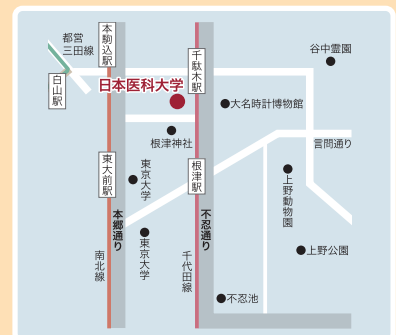 都営
三田線
本駒込駅
千駄木駅
谷中霊園
白山駅
日本医科大学
大名時計博物館
根津神社
言問通り
東大前駅
東京大学
根津駅
上野動物園
本郷通り
不忍通り
東京大学
上野公園
南北線
千代田線
不忍池